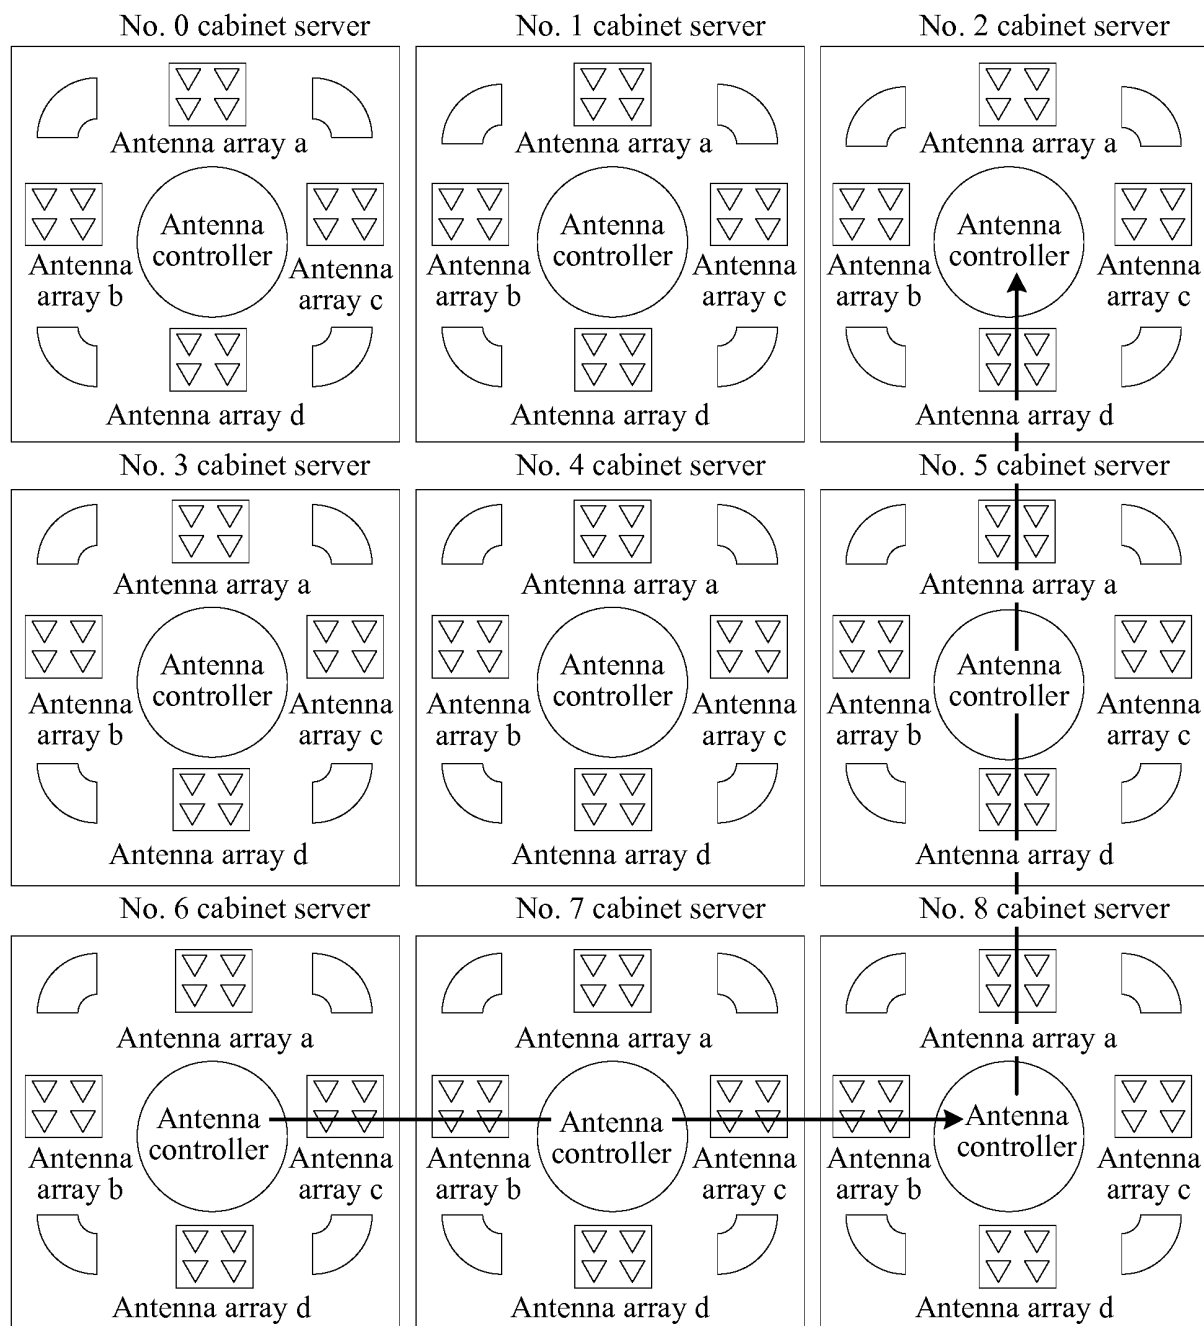 No. 0 cabinet server
No. 1 cabinet server
No. 2 cabinet server
Antenna array a
Antenna array a
Antenna array a
Antenna
controller
Antenna
array b
Antenna
array c
Antenna
controller
Antenna
array b
Antenna
array c
Antenna
controller
Antenna
array b
Antenna
array c
Antenna array d
Antenna array d
Antenna array d
No. 3 cabinet server
No. 4 cabinet server
No. 5 cabinet server
Antenna array a
Antenna array a
Antenna array a
Antenna
controller
Antenna
array b
Antenna
array c
Antenna
controller
Antenna
array b
Antenna
array c
Antenna
controller
Antenna
array b
Antenna
array c
Antenna array d
Antenna array d
Antenna array d
No. 6 cabinet server
No. 7 cabinet server
No. 8 cabinet server
Antenna array a
Antenna array a
Antenna array a
Antenna
controller
Antenna
array b
Antenna
array c
Antenna
controller
Antenna
array b
Antenna
array c
Antenna
controller
Antenna
array b
Antenna
array c
Antenna array d
Antenna array d
Antenna array d